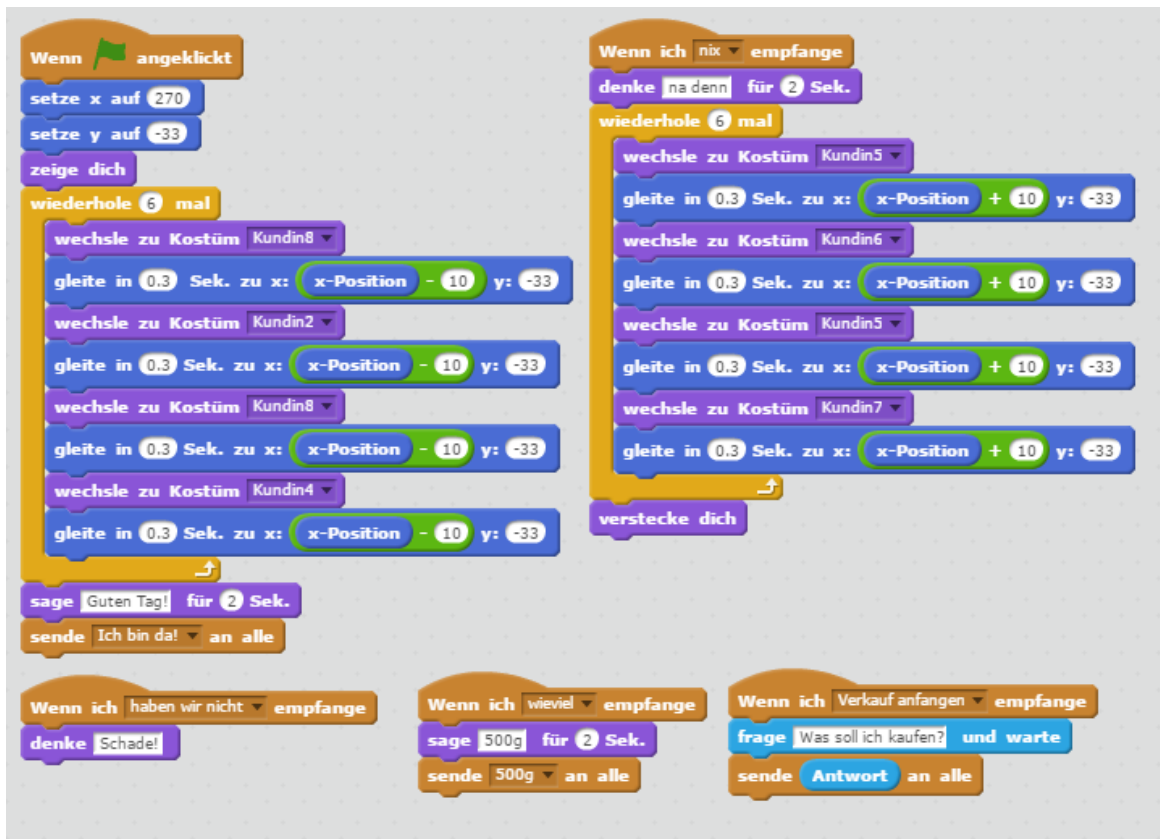 Wenn angeklickt
setze x auf 270
setze y auf -33
zeige dich
wiederhole 6 mal
wechsle zu Kostüm Kundin8
gleite in 0.3 Sek. zu x: x-Position - 10 y: -33
wechsle zu Kostüm Kundin2
gleite in 0.3 Sek. zu x: x-Position - 10 y: -33
wechsle zu Kostüm Kundin8
gleite in 0.3 Sek. zu x: x-Position - 10 y: -33
wechsle zu Kostüm Kundin4
gleite in 0.3 Sek. zu x: x-Position - 10 y: -33
sage Guten Tag! für 2 Sek.
sende Ich bin da! an alle
Wenn ich nix empfange
denke na denn für 2 Sek.
wiederhole 6 mal
wechsle zu Kostüm Kundin5
gleite in 0.3 Sek. zu x: x-Position + 10 y: -33
wechsle zu Kostüm Kundin6
gleite in 0.3 Sek. zu x: x-Position + 10 y: -33
wechsle zu Kostüm Kundin5
gleite in 0.3 Sek. zu x: x-Position + 10 y: -33
wechsle zu Kostüm Kundin7
gleite in 0.3 Sek. zu x: x-Position + 10 y: -33
verstecke dich
Wenn ich haben wir nicht empfange
denke Schade!
Wenn ich wieviel empfange
sage 500g für 2 Sek.
sende 500g an alle
Wenn ich Verkauf anfangen empfange
frage Was soll ich kaufen? und warte
sende Antwort an alle